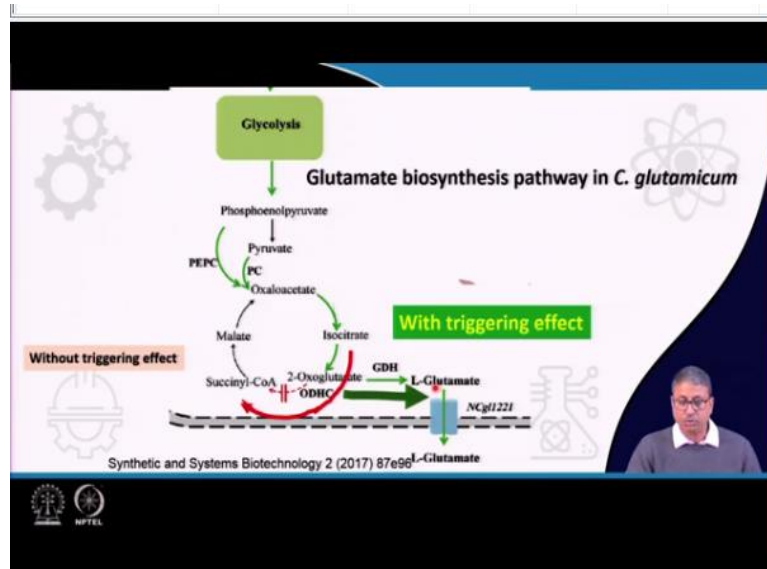 Glycolysis
Glutamate biosynthesis pathway in C. glutamicum
Phosphoenolpyruvate
Pyruvate
PEPC
PC
Oxaloacetate
With triggering effect
Malate
Isocitrate
Without triggering effect
GDH
Succinyl-CoA
2-Oxoglutarate
L-Glutamate
ODHC
NCgl1221
Synthetic and Systems Biotechnology 2 (2017) 87e96
L-Glutamate
NPTEL